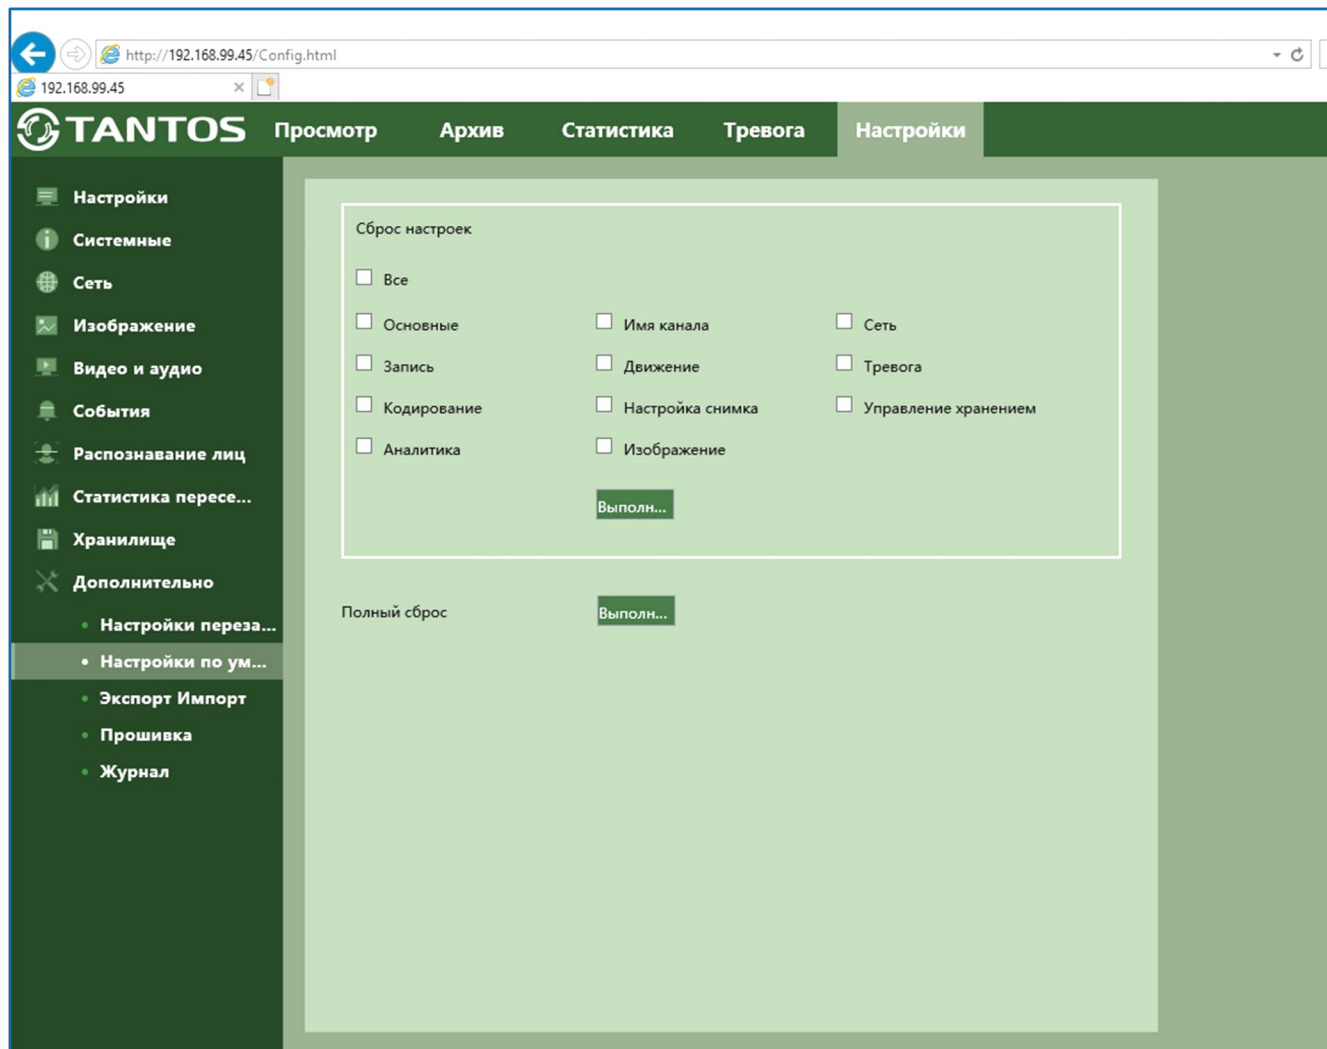 http://192.168.99.45/Config.html
192.168.99.45
TANTOS Просмотр Архив Статистика Тревога Настройки
Настройки
Системные
Сеть
Изображение
Видео и аудио
События
Распознавание лиц
Статистика пересе...
Хранилище
Дополнительно
Настройки переза...
Настройки по ум...
Экспорт Импорт
Прошивка
Журнал
Сброс настроек
Все
Основные Имя канала Сеть
Запись Движение Тревога
Кодирование Настройка снимка Управление хранением
Аналитика Изображение
Выполн...
Полный сброс Выполн...